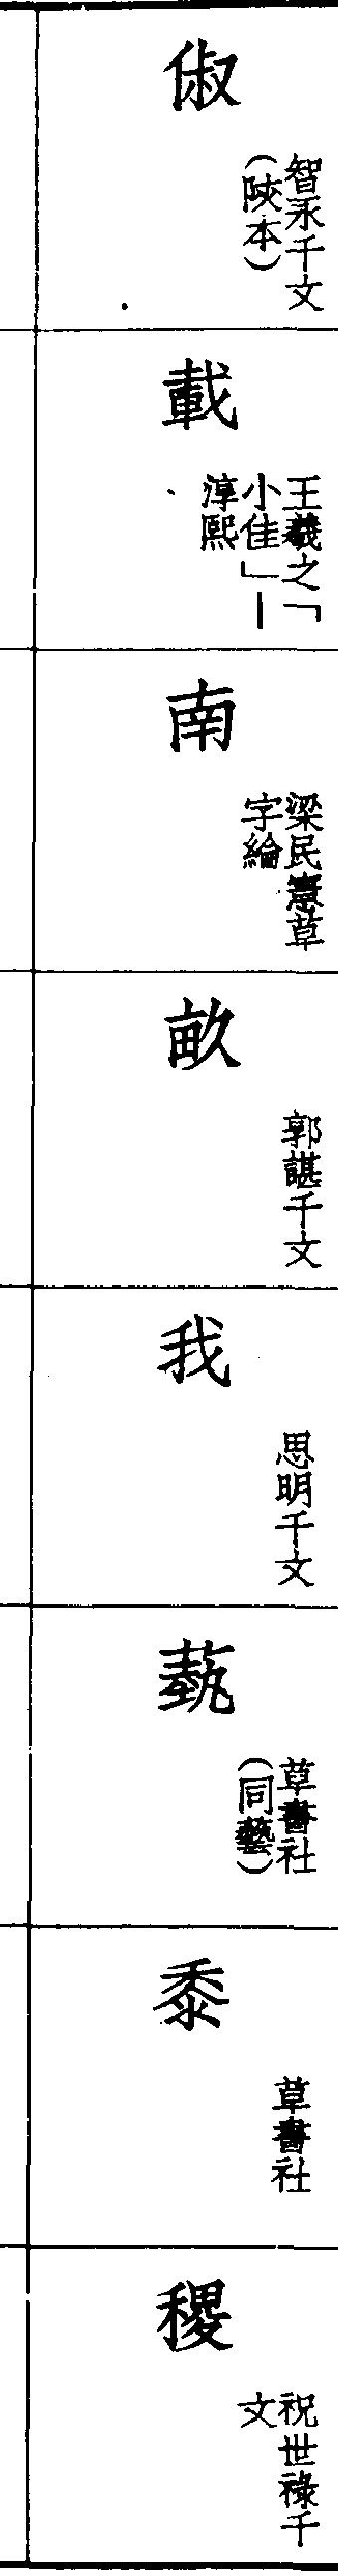 俶
智永千文
(陝本)
載
王羲之「
小佳」—
淳熙
南
梁民憲草
字綸
畝
郭諶千文
我
思明千文
蓺
草書社
(同藝)
黍
草書社
稷
祝世祿千
文